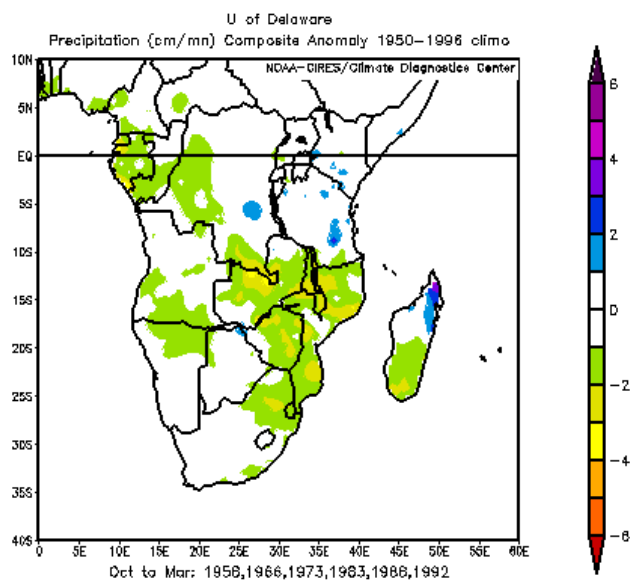 U of Delaware
Precipitation (cm/mn) Composite Anomaly 1950-1996 climo
NOAA-CIRES/Climate Diagnostics Center
10N
5N
EQ
5S
10S
15S
20S
25S
30S
35S
40S
0 5E 10E 15E 20E 25E 30E 35E 40E 45E 50E 55E 60E
Oct to Mar: 1958,1966,1973,1983,1988,1992
6
4
2
0
-2
-4
-6